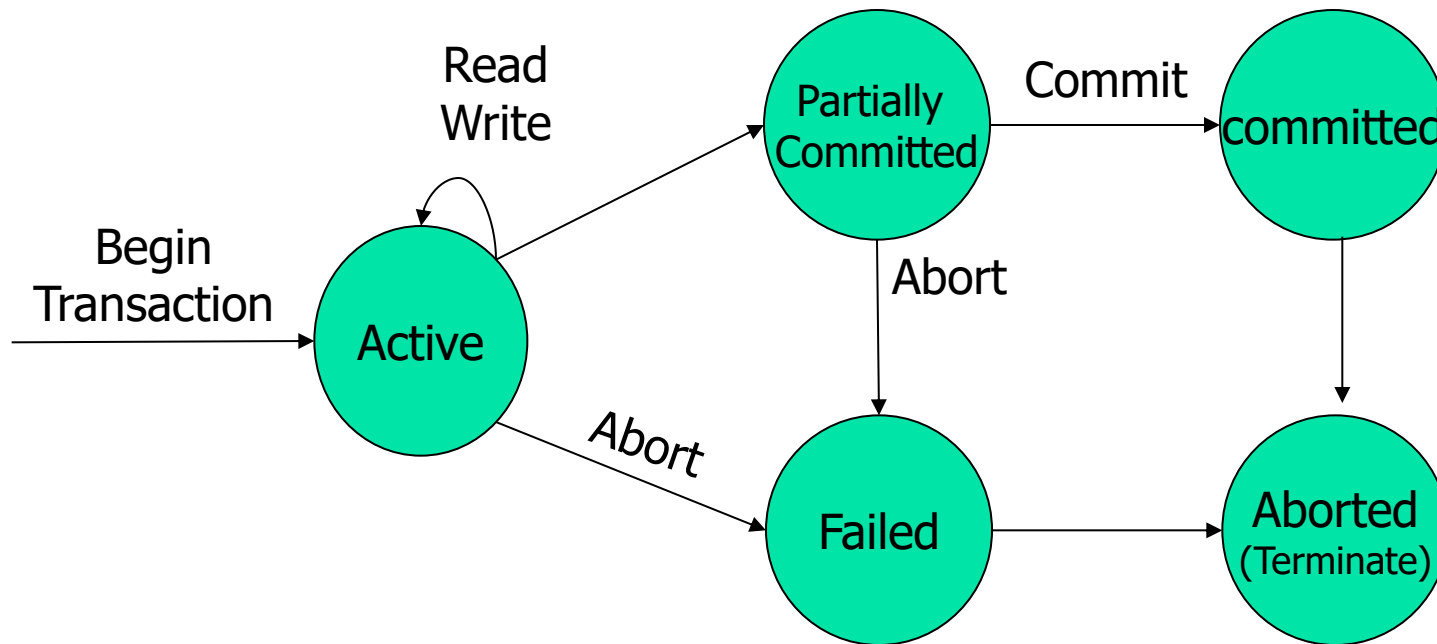 Read
Write
Partially
Committed
Commit
committed
Begin
Transaction
Active
Abort
Abort
Failed
Aborted
(Terminate)